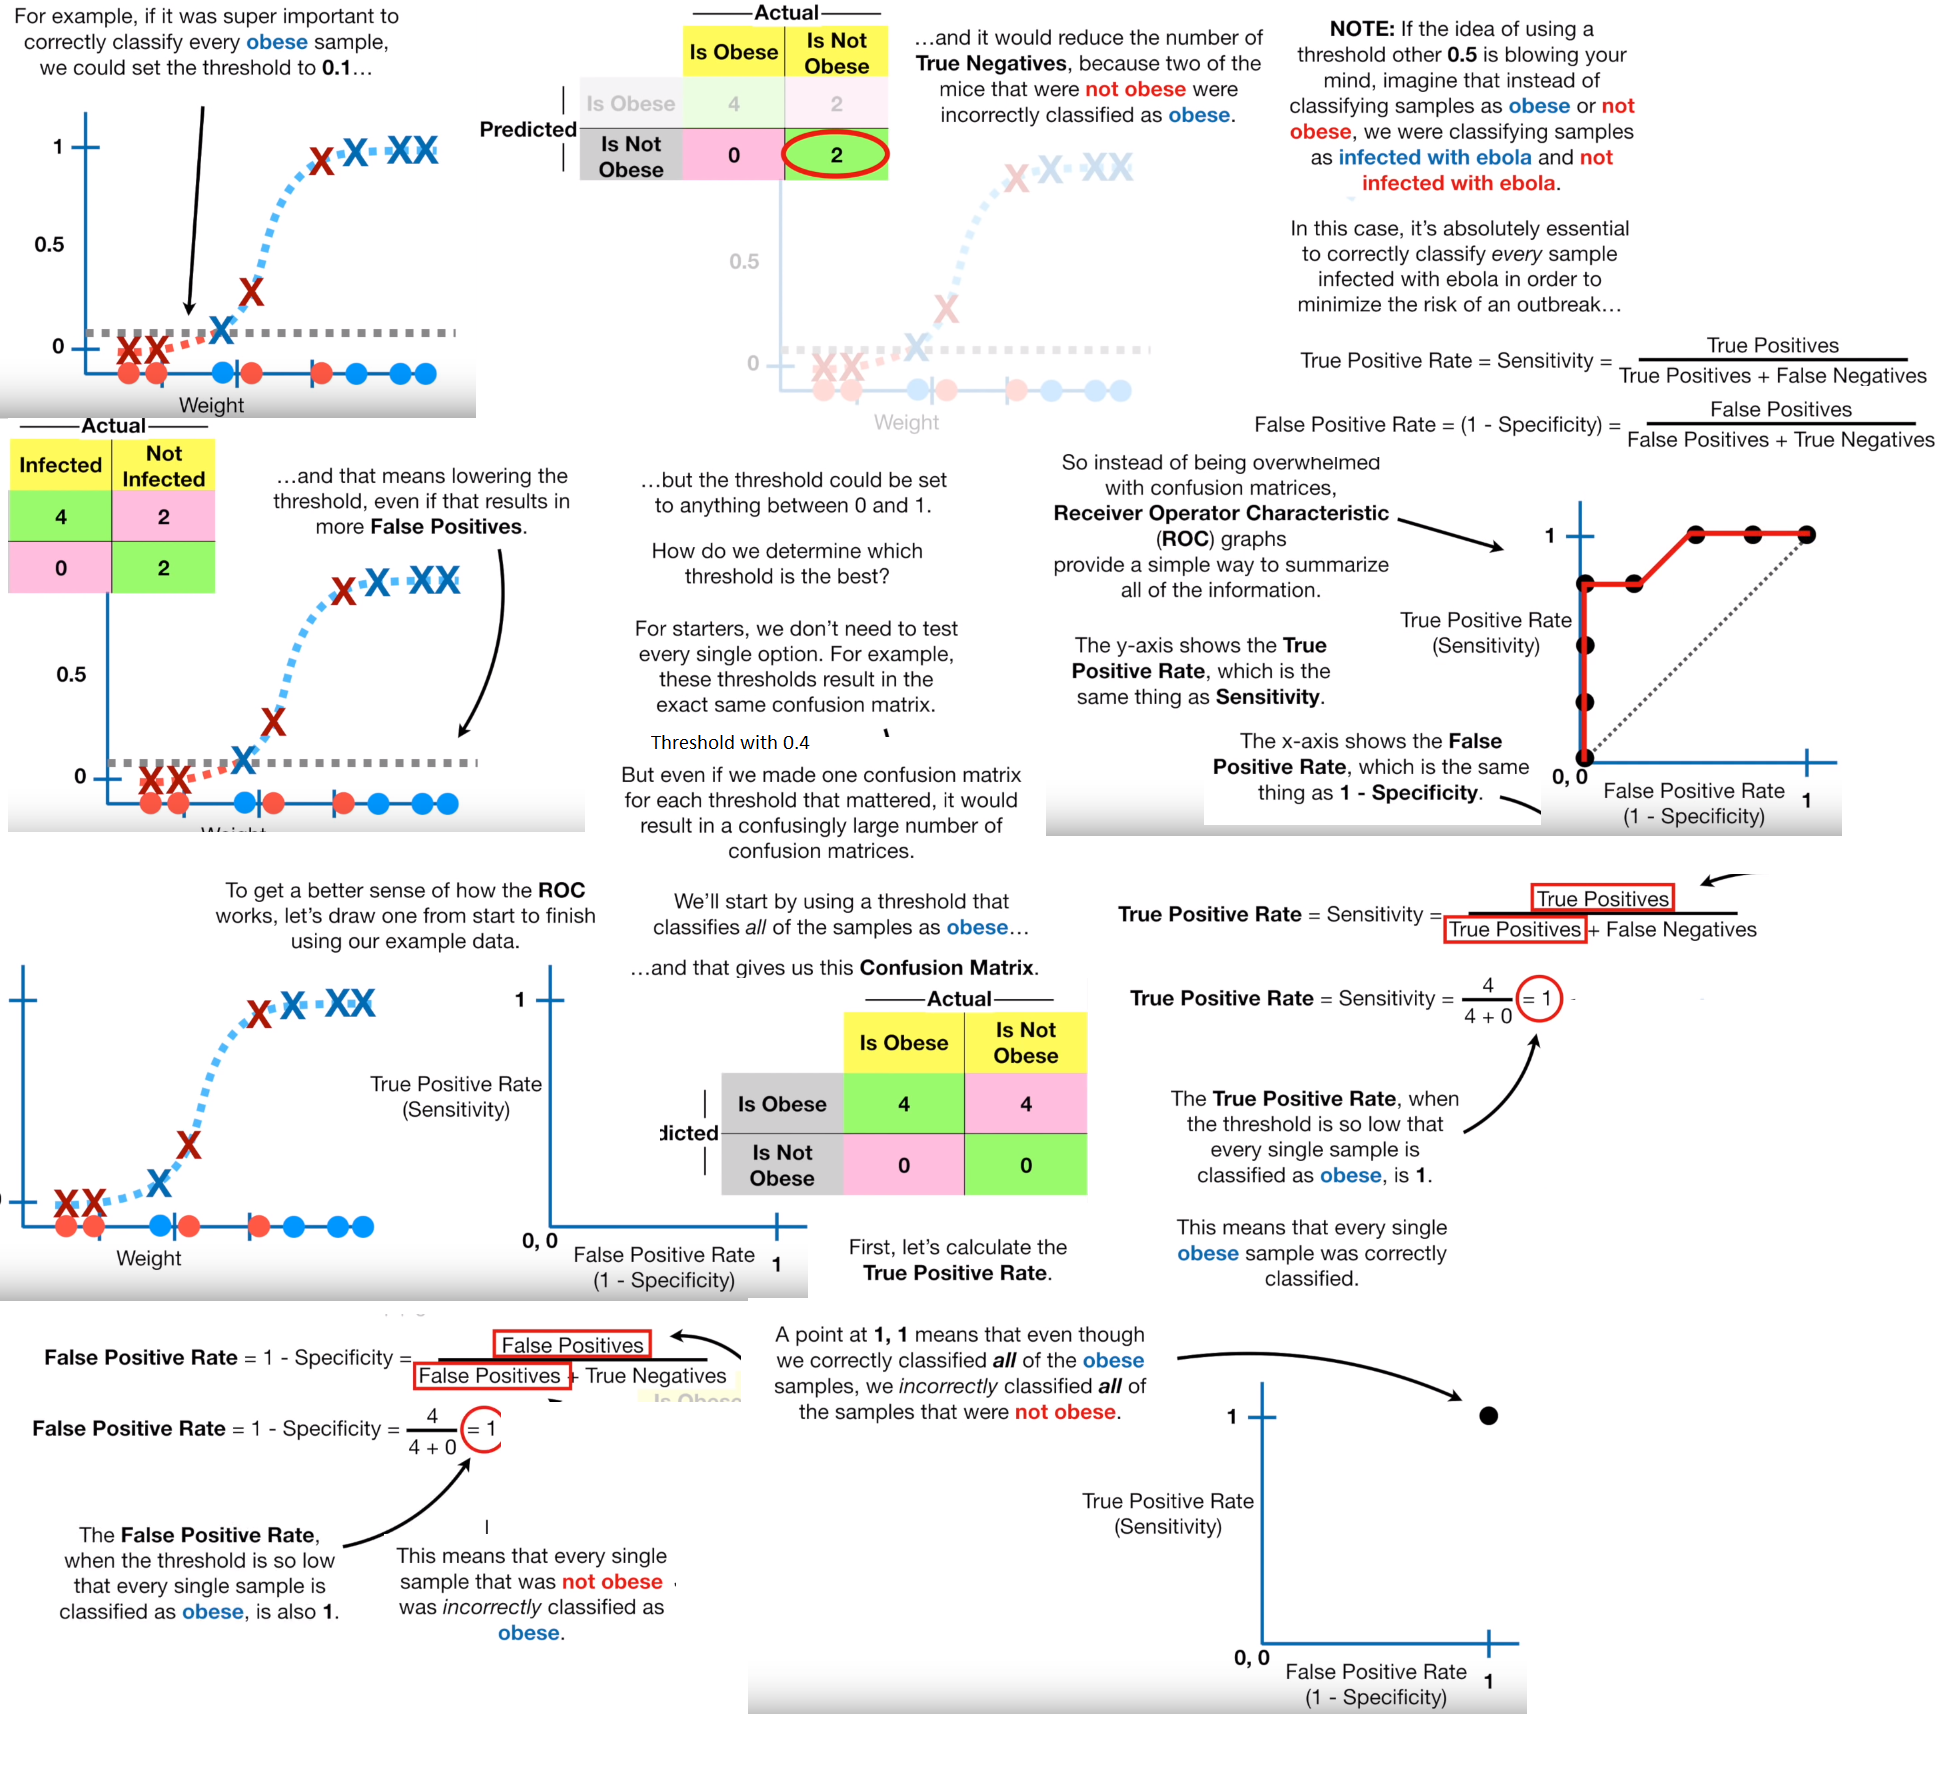 For example, if it was super important to
correctly classify every obese sample,
we could set the threshold to 0.1…
1
0.5
0
Weight
Actual
Is Obese
Is Not
Obese
Predicted
Is Obese
4
2
Is Not
Obese
0
2
0.5
0
Weight
…and it would reduce the number of
True Negatives, because two of the
mice that were not obese were
incorrectly classified as obese.
NOTE: If the idea of using a
threshold other 0.5 is blowing your
mind, imagine that instead of
classifying samples as obese or not
obese, we were classifying samples
as infected with ebola and not
infected with ebola.
In this case, it's absolutely essential
to correctly classify every sample
infected with ebola in order to
minimize the risk of an outbreak…
True Positive Rate = Sensitivity =
True Positives
True Positives + False Negatives
False Positive Rate = (1 - Specificity) =
False Positives
False Positives + True Negatives
Actual
Infected
Not
Infected
4
2
0
2
…and that means lowering the
threshold, even if that results in
more False Positives.
0.5
0
…but the threshold could be set
to anything between 0 and 1.
How do we determine which
threshold is the best?
For starters, we don't need to test
every single option. For example,
these thresholds result in the
exact same confusion matrix.
Threshold with 0.4
But even if we made one confusion matrix
for each threshold that mattered, it would
result in a confusingly large number of
confusion matrices.
So instead of being overwhelmed
with confusion matrices,
Receiver Operator Characteristic
(ROC) graphs
provide a simple way to summarize
all of the information.
The y-axis shows the True
Positive Rate, which is the
same thing as Sensitivity.
The x-axis shows the False
Positive Rate, which is the same
thing as 1 - Specificity.
1
True Positive Rate
(Sensitivity)
0, 0
False Positive Rate
(1 - Specificity)
1
To get a better sense of how the ROC
works, let's draw one from start to finish
using our example data.
Weight
1
True Positive Rate
(Sensitivity)
0, 0
False Positive Rate
(1 - Specificity)
1
We'll start by using a threshold that
classifies all of the samples as obese…
…and that gives us this Confusion Matrix.
Actual
Is Obese
Is Not
Obese
dicted
Is Obese
4
4
Is Not
Obese
0
0
First, let's calculate the
True Positive Rate.
True Positive Rate = Sensitivity =
True Positives
True Positives + False Negatives
True Positive Rate = Sensitivity =
4
4 + 0
= 1
The True Positive Rate, when
the threshold is so low that
every single sample is
classified as obese, is 1.
This means that every single
obese sample was correctly
classified.
False Positive Rate = 1 - Specificity =
False Positives
False Positives + True Negatives
False Positive Rate = 1 - Specificity =
4
4 + 0
= 1
The False Positive Rate,
when the threshold is so low
that every single sample is
classified as obese, is also 1.
This means that every single
sample that was not obese
was incorrectly classified as
obese.
A point at 1, 1 means that even though
we correctly classified all of the obese
samples, we incorrectly classified all of
the samples that were not obese.
1
True Positive Rate
(Sensitivity)
0, 0
False Positive Rate
(1 - Specificity)
1